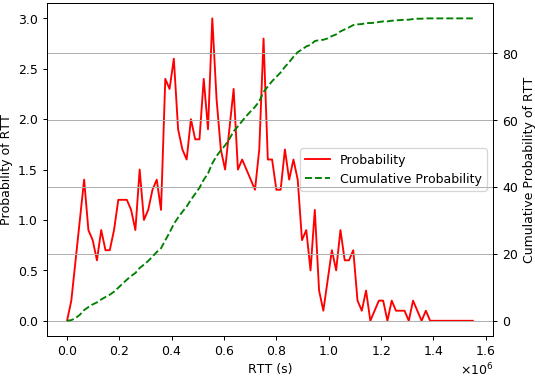 3.0
2.5
2.0
1.5
1.0
0.5
0.0
Probability of RTT
80
60
40
20
0
Cumulative Probability of RTT
Probability
Cumulative Probability
0.0 0.2 0.4 0.6 0.8 1.0 1.2 1.4 1.6
RTT (s)
×10⁶